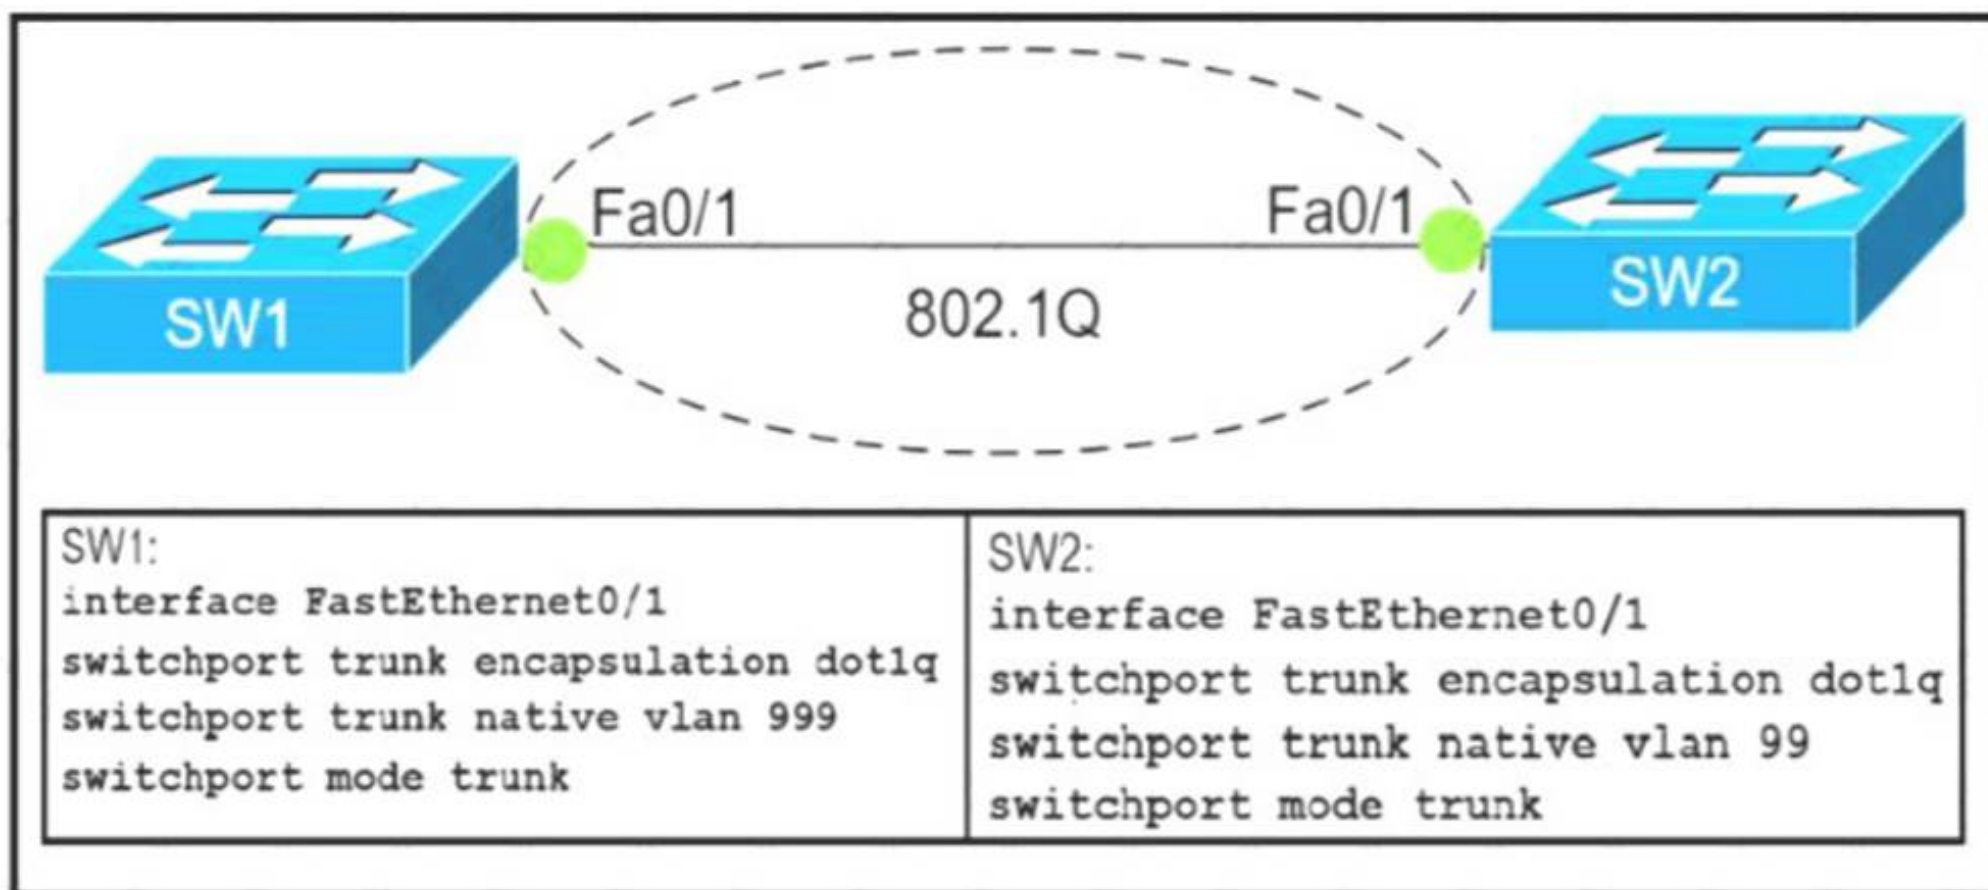 Fa0/1
Fa0/1
SW1
SW2
802.1Q
SW1:
interface FastEthernet0/1
switchport trunk encapsulation dot1q
switchport trunk native vlan 999
switchport mode trunk
SW2:
interface FastEthernet0/1
switchport trunk encapsulation dot1q
switchport trunk native vlan 99
switchport mode trunk